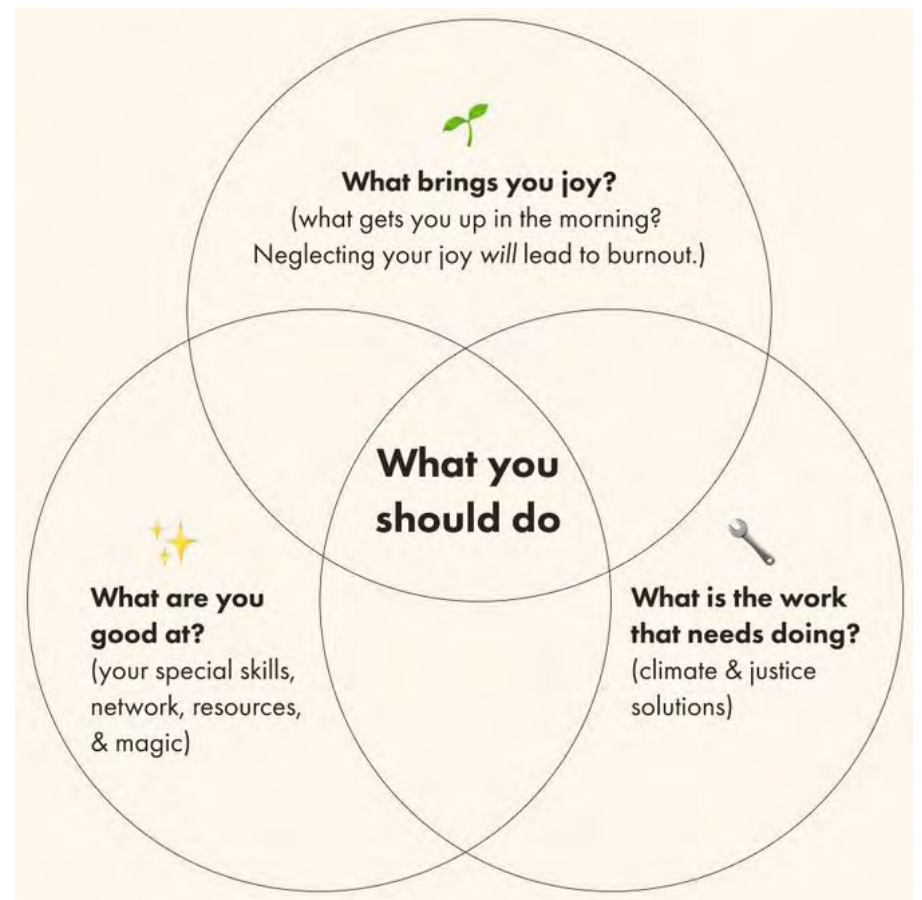 What brings you joy?
(what gets you up in the morning?
Neglecting your joy will lead to burnout.)
What you
should do
What are you
good at?
(your special skills,
network, resources,
& magic)
What is the work
that needs doing?
(climate & justice
solutions)